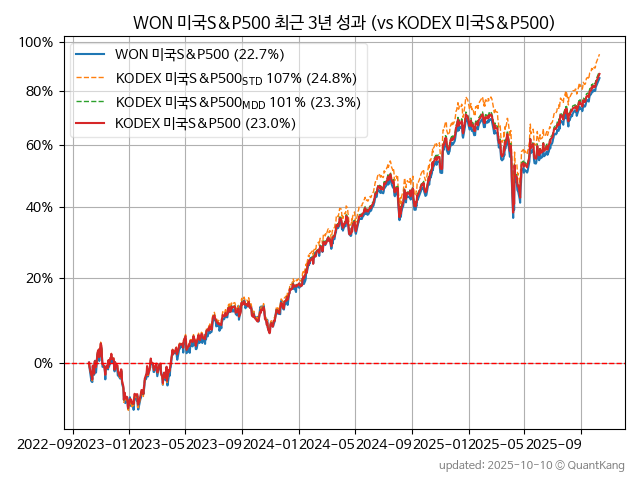 WON 미국S&P500 최근 3년 성과 (vs KODEX 미국S&P500)
100%
80%
60%
40%
20%
0%
WON 미국S&P500 (22.7%)
KODEX 미국S&P500STD 107% (24.8%)
KODEX 미국S&P500MDD 101% (23.3%)
KODEX 미국S&P500 (23.0%)
2022-09 2023-01 2023-05 2023-09 2024-01 2024-05 2024-09 2025-01 2025-05 2025-09
updated: 2025-10-10 © QuantKang